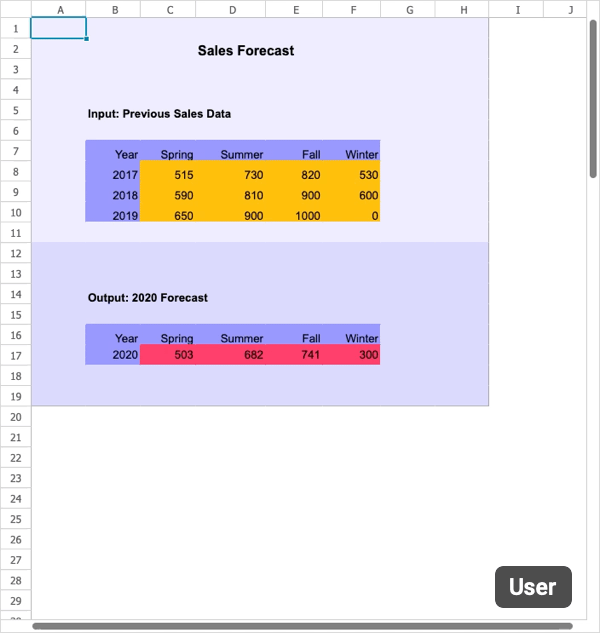 A B C D E F G H I J
1
2 Sales Forecast
3
4
5 Input: Previous Sales Data
6
7 Year Spring Summer Fall Winter
8 2017 515 730 820 530
9 2018 590 810 900 600
10 2019 650 900 1000 0
11
12
13
14 Output: 2020 Forecast
15
16 Year Spring Summer Fall Winter
17 2020 503 682 741 300
18
19
20
21
22
23
24
25
26
27
28
29
User